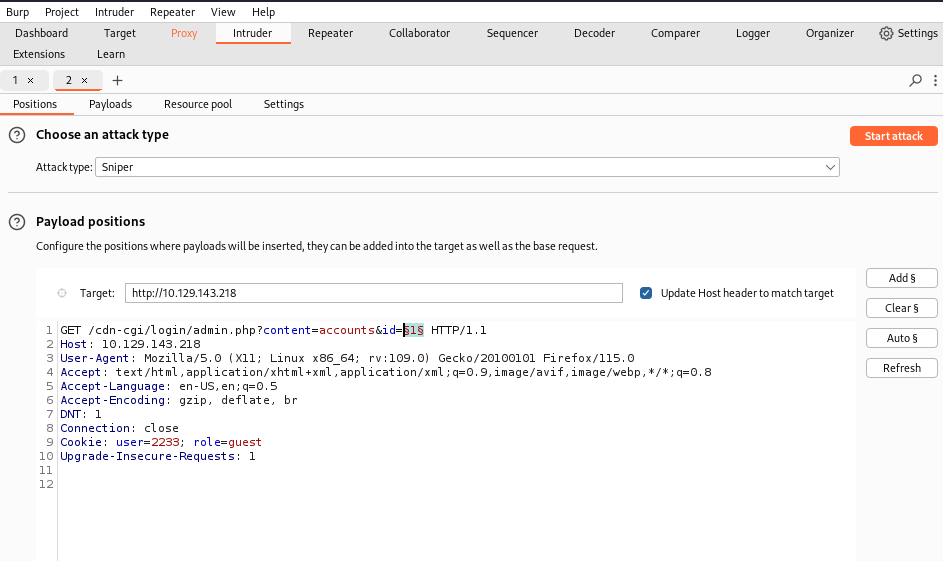 Burp Project Intruder Repeater View Help
Dashboard Target Proxy Intruder Repeater Collaborator Sequencer Decoder Comparer Logger Organizer Settings
Extensions Learn
1 × 2 × +
Positions Payloads Resource pool Settings
? Choose an attack type
Start attack
Attack type: Sniper
? Payload positions
Configure the positions where payloads will be inserted, they can be added into the target as well as the base request.
Target: http://10.129.143.218 Update Host header to match target
Add §
Clear §
Auto §
Refresh
1 GET /cdn-cgi/login/admin.php?content=accounts&id=§1§ HTTP/1.1
2 Host: 10.129.143.218
3 User-Agent: Mozilla/5.0 (X11; Linux x86_64; rv:109.0) Gecko/20100101 Firefox/115.0
4 Accept: text/html,application/xhtml+xml,application/xml;q=0.9,image/avif,image/webp,*/*;q=0.8
5 Accept-Language: en-US,en;q=0.5
6 Accept-Encoding: gzip, deflate, br
7 DNT: 1
8 Connection: close
9 Cookie: user=2233; role=guest
10 Upgrade-Insecure-Requests: 1
11
12